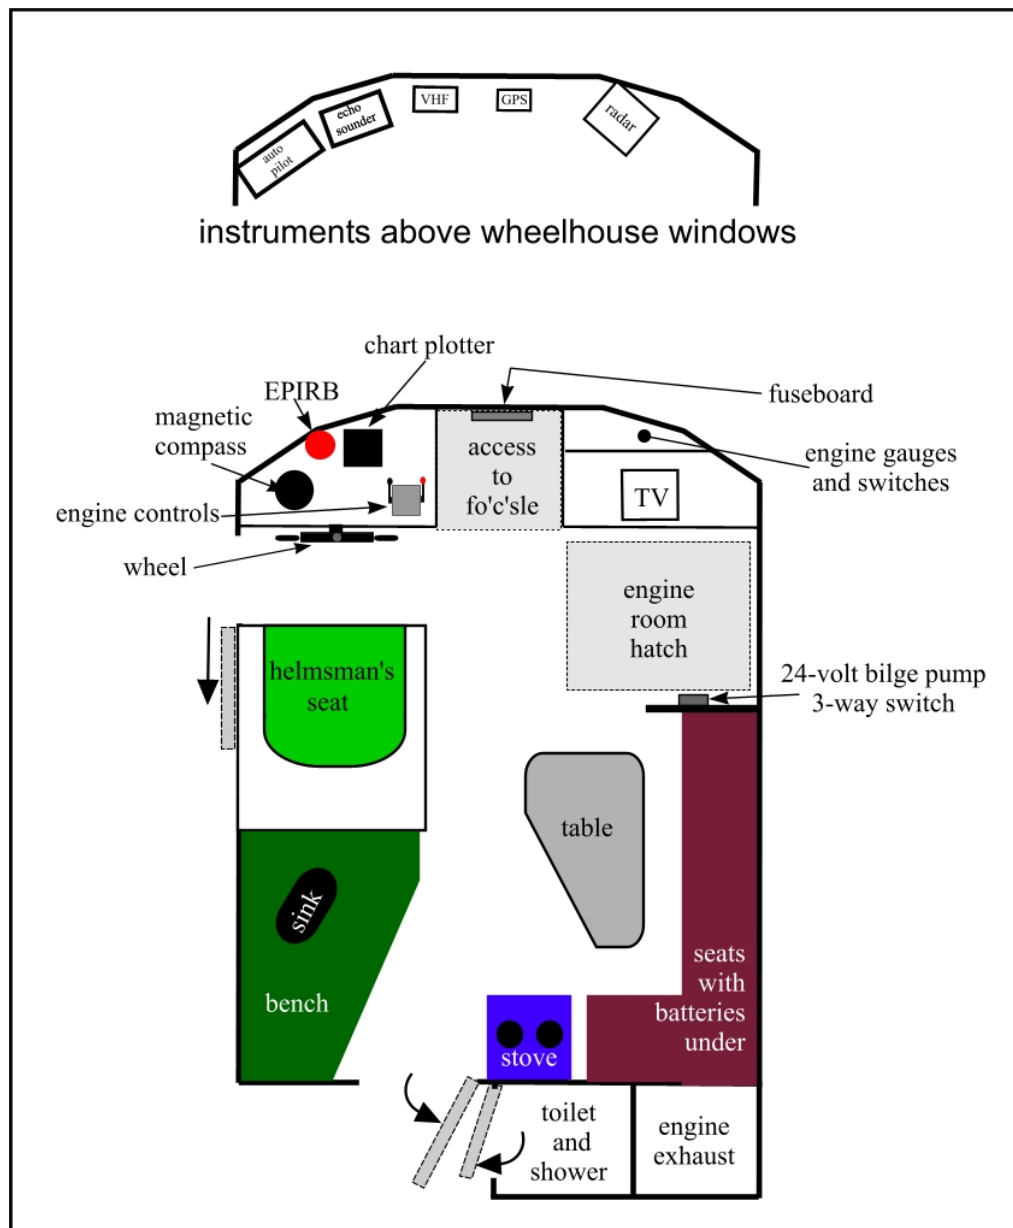 VHF
GPS
echo
sounder
radar
auto
pilot
instruments above wheelhouse windows
chart plotter
EPIRB
fuseboard
magnetic
compass
access
to
fo'c'sle
engine gauges
and switches
TV
engine controls
wheel
engine
room
hatch
helmsman's
seat
24-volt bilge pump
3-way switch
table
sink
bench
seats
with
batteries
under
stove
toilet
and
shower
engine
exhaust